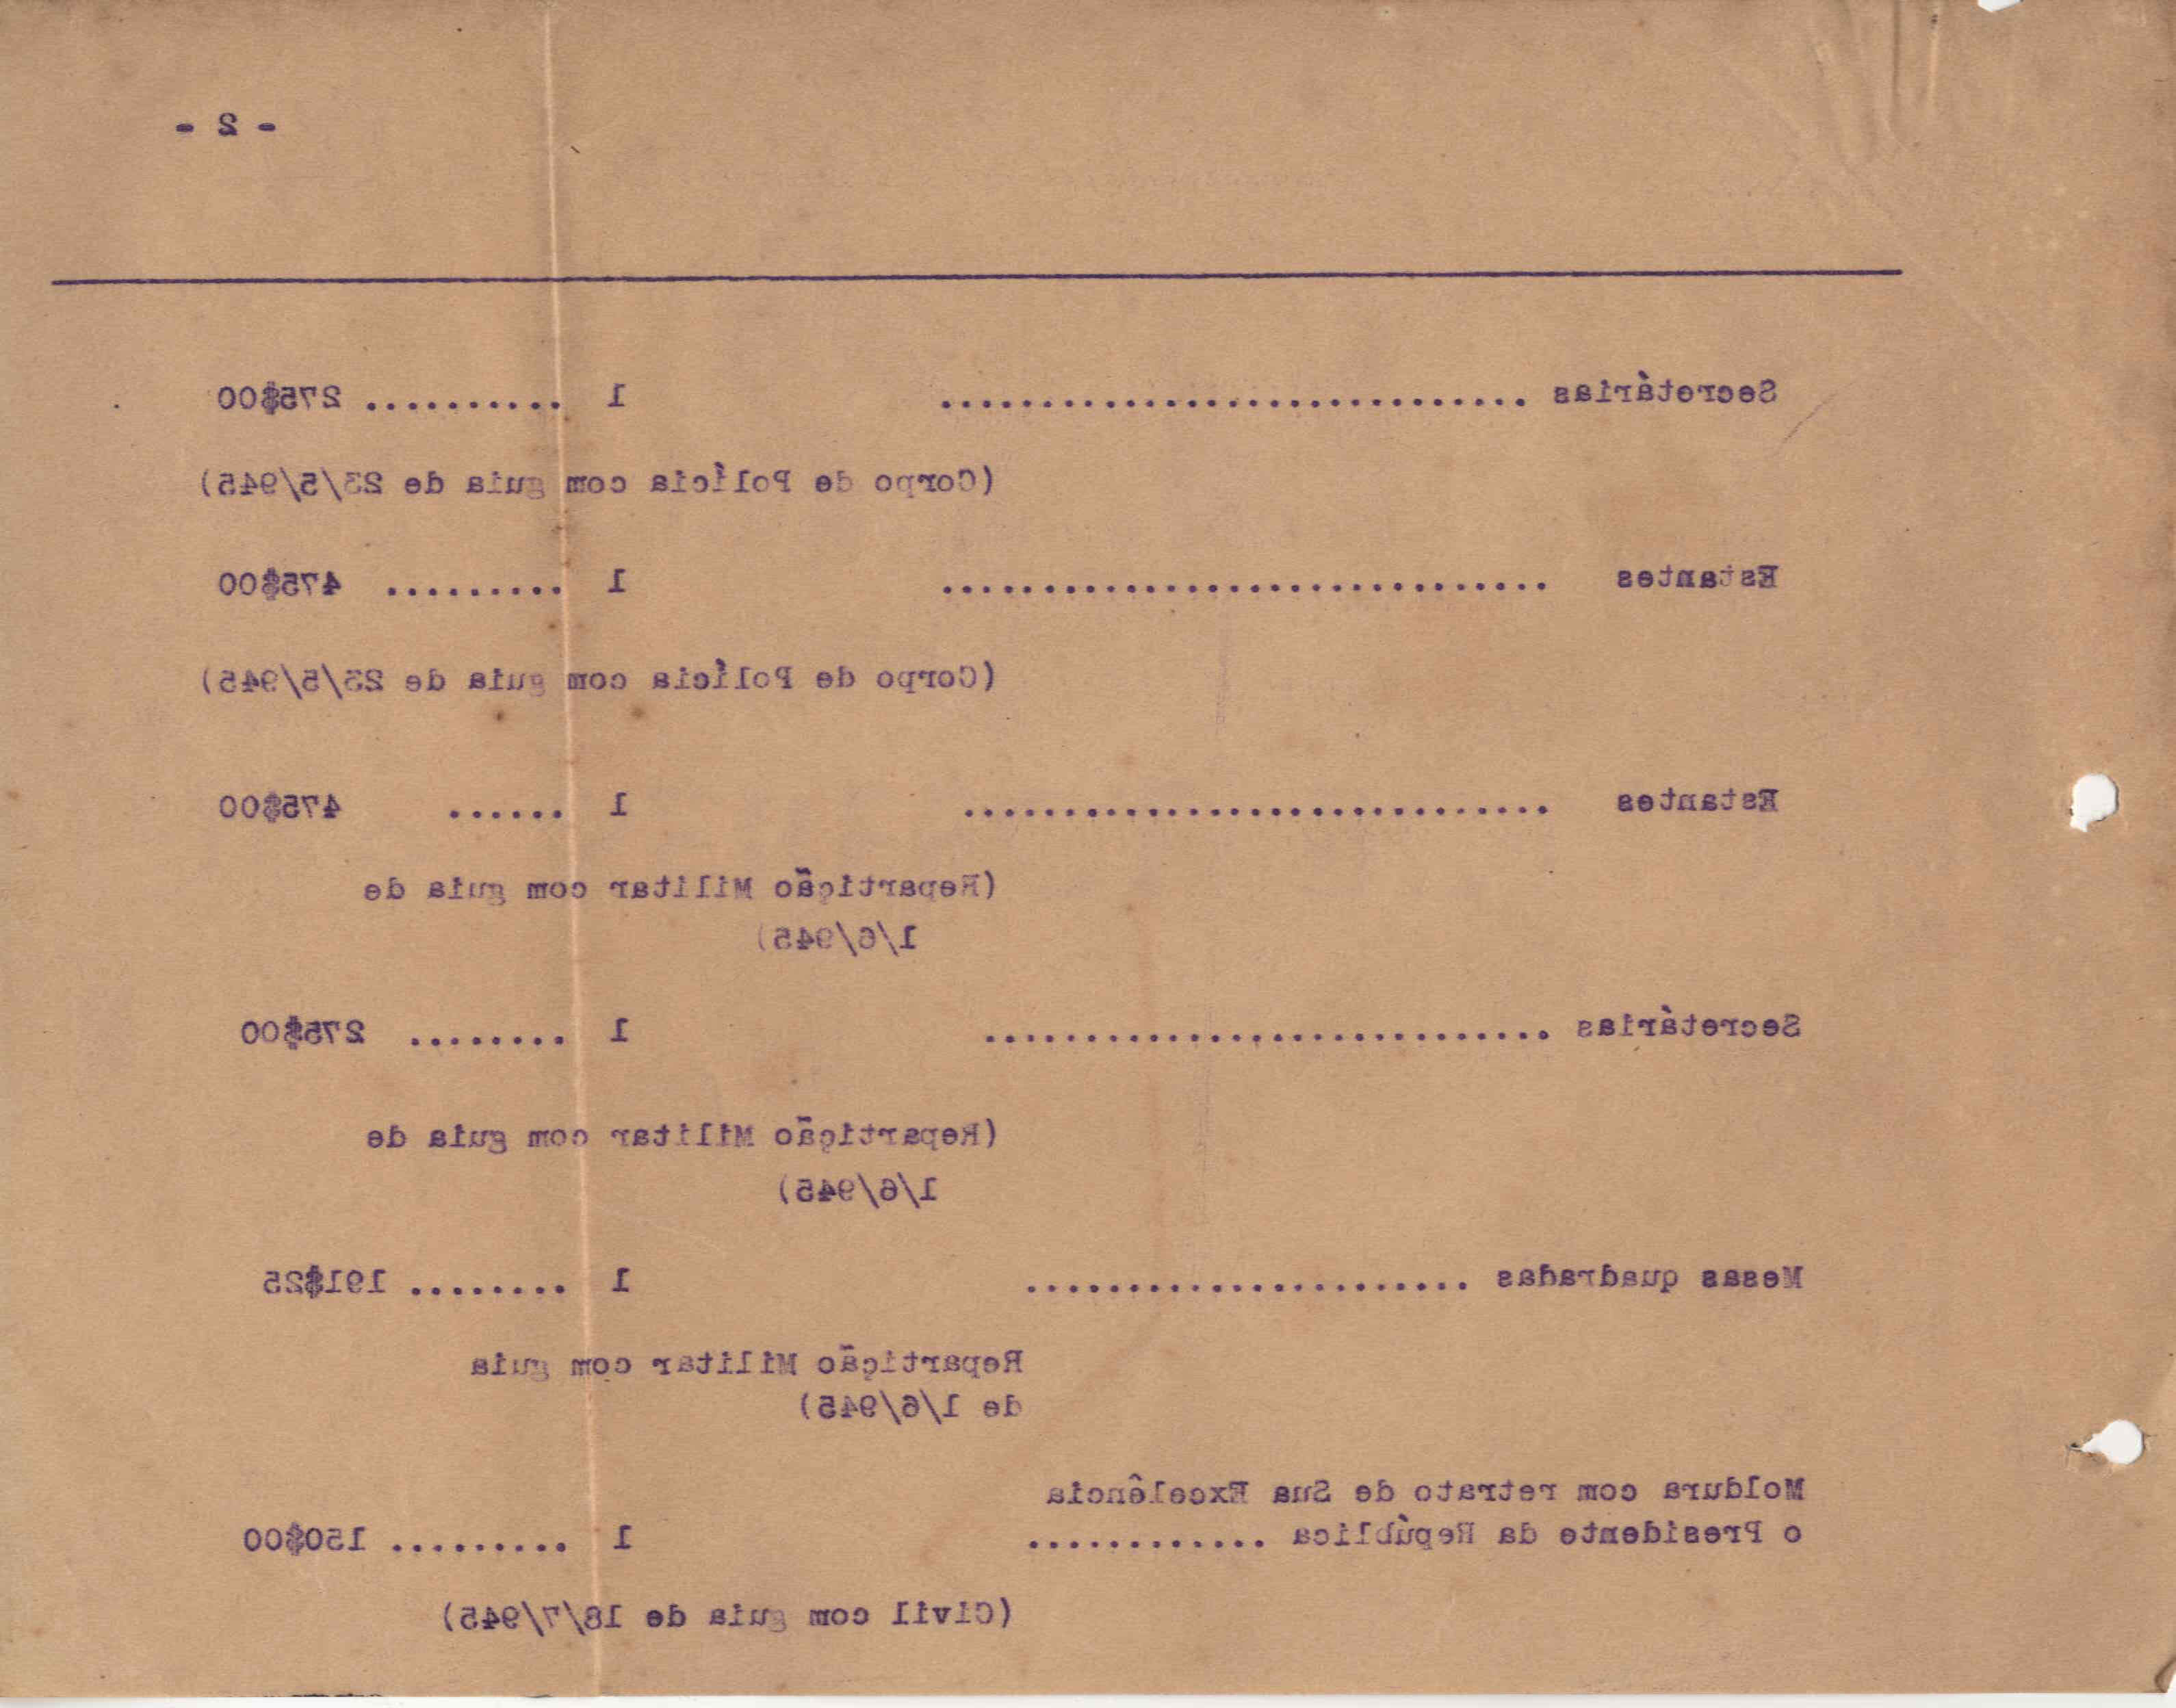 - 2 -
Secretárias ............................. 1 .......... 275$00
(Corpo de Polícia com guia de 23/5/945)
Estantes .............................. 1 ......... 475$00
(Corpo de Polícia com guia de 23/5/945)
Estantes ............................. 1 ...... 475$00
(Repartição Militar com guia de
1/6/945)
Secretárias ............................ 1 ........ 275$00
(Repartição Militar com guia de
1/6/945)
Mesas quadradas ...................... 1 ........ 191$25
Repartição Militar com guia
de 1/6/945)
Moldura com retrato de Sua Excelência
o Presidente da República ............ 1 ......... 150$00
(Civil com guia de 18/7/945)